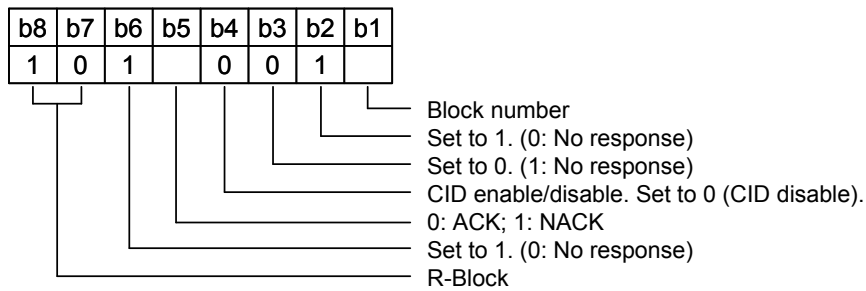 b8 b7 b6 b5 b4 b3 b2 b1
1 0 1 0 0 1
Block number
Set to 1. (0: No response)
Set to 0. (1: No response)
CID enable/disable. Set to 0 (CID disable).
0: ACK; 1: NACK
Set to 1. (0: No response)
R-Block